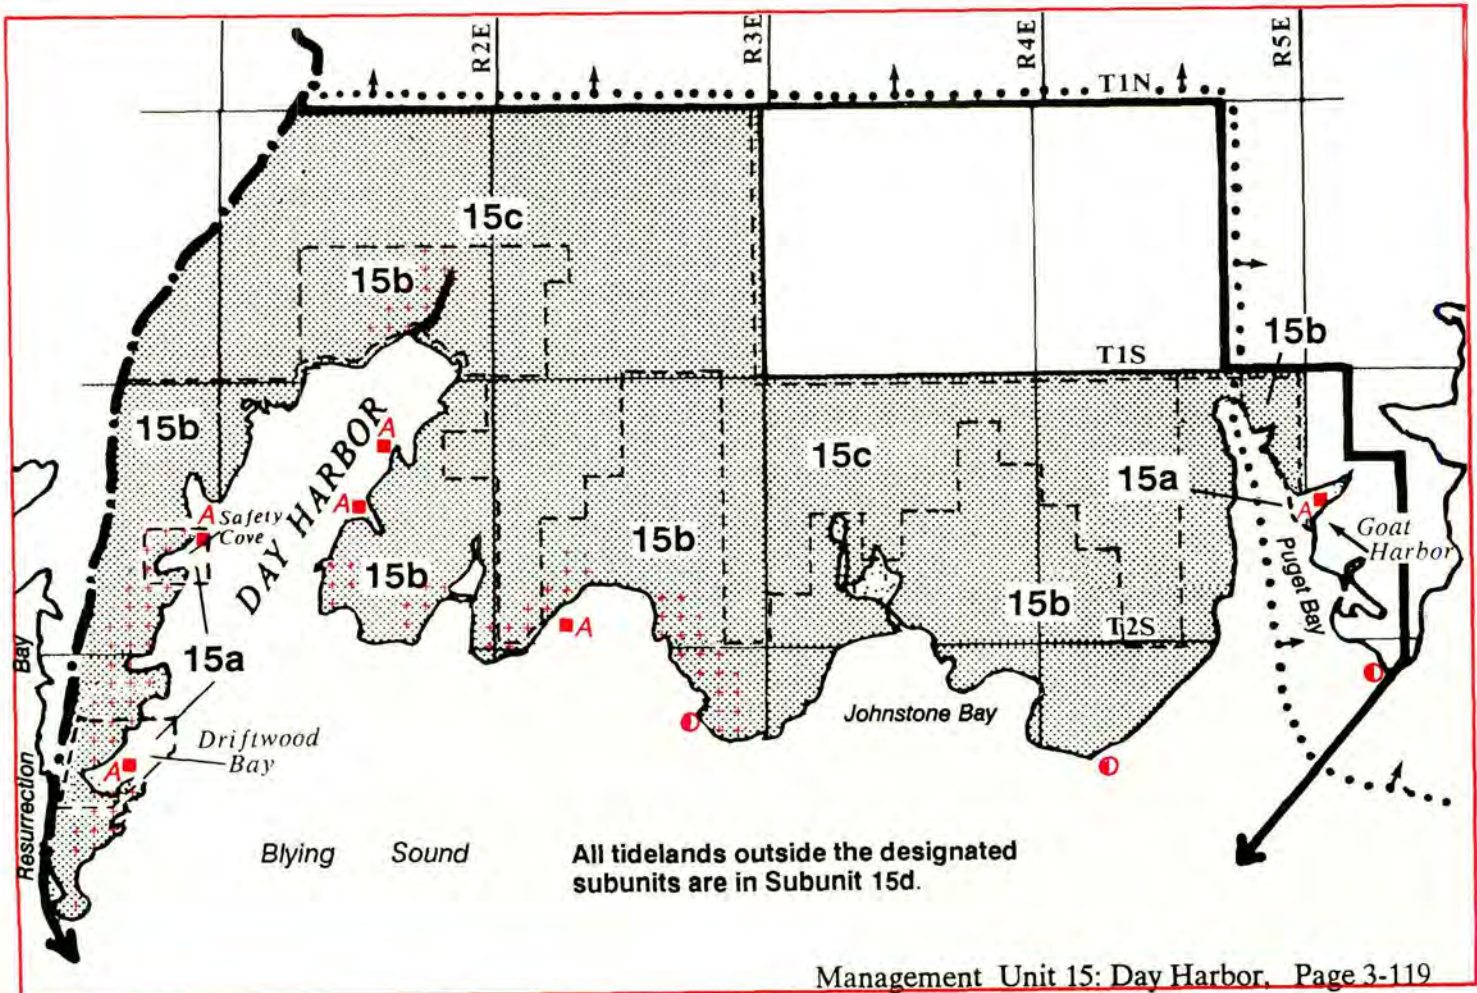 R2E
R3E
R4E
R5E
T1N
15c
15b
15b
T1S
15b
DAY HARBOR
A
15c
15a
A
A
Safety
Cove
A
Goat
Harbor
15b
15b
Puget Bay
15b
A
T2S
15a
Bay
Resurrection
Johnstone Bay
Driftwood
Bay
A
Blying Sound
All tidelands outside the designated
subunits are in Subunit 15d.
Management Unit 15: Day Harbor, Page 3-119